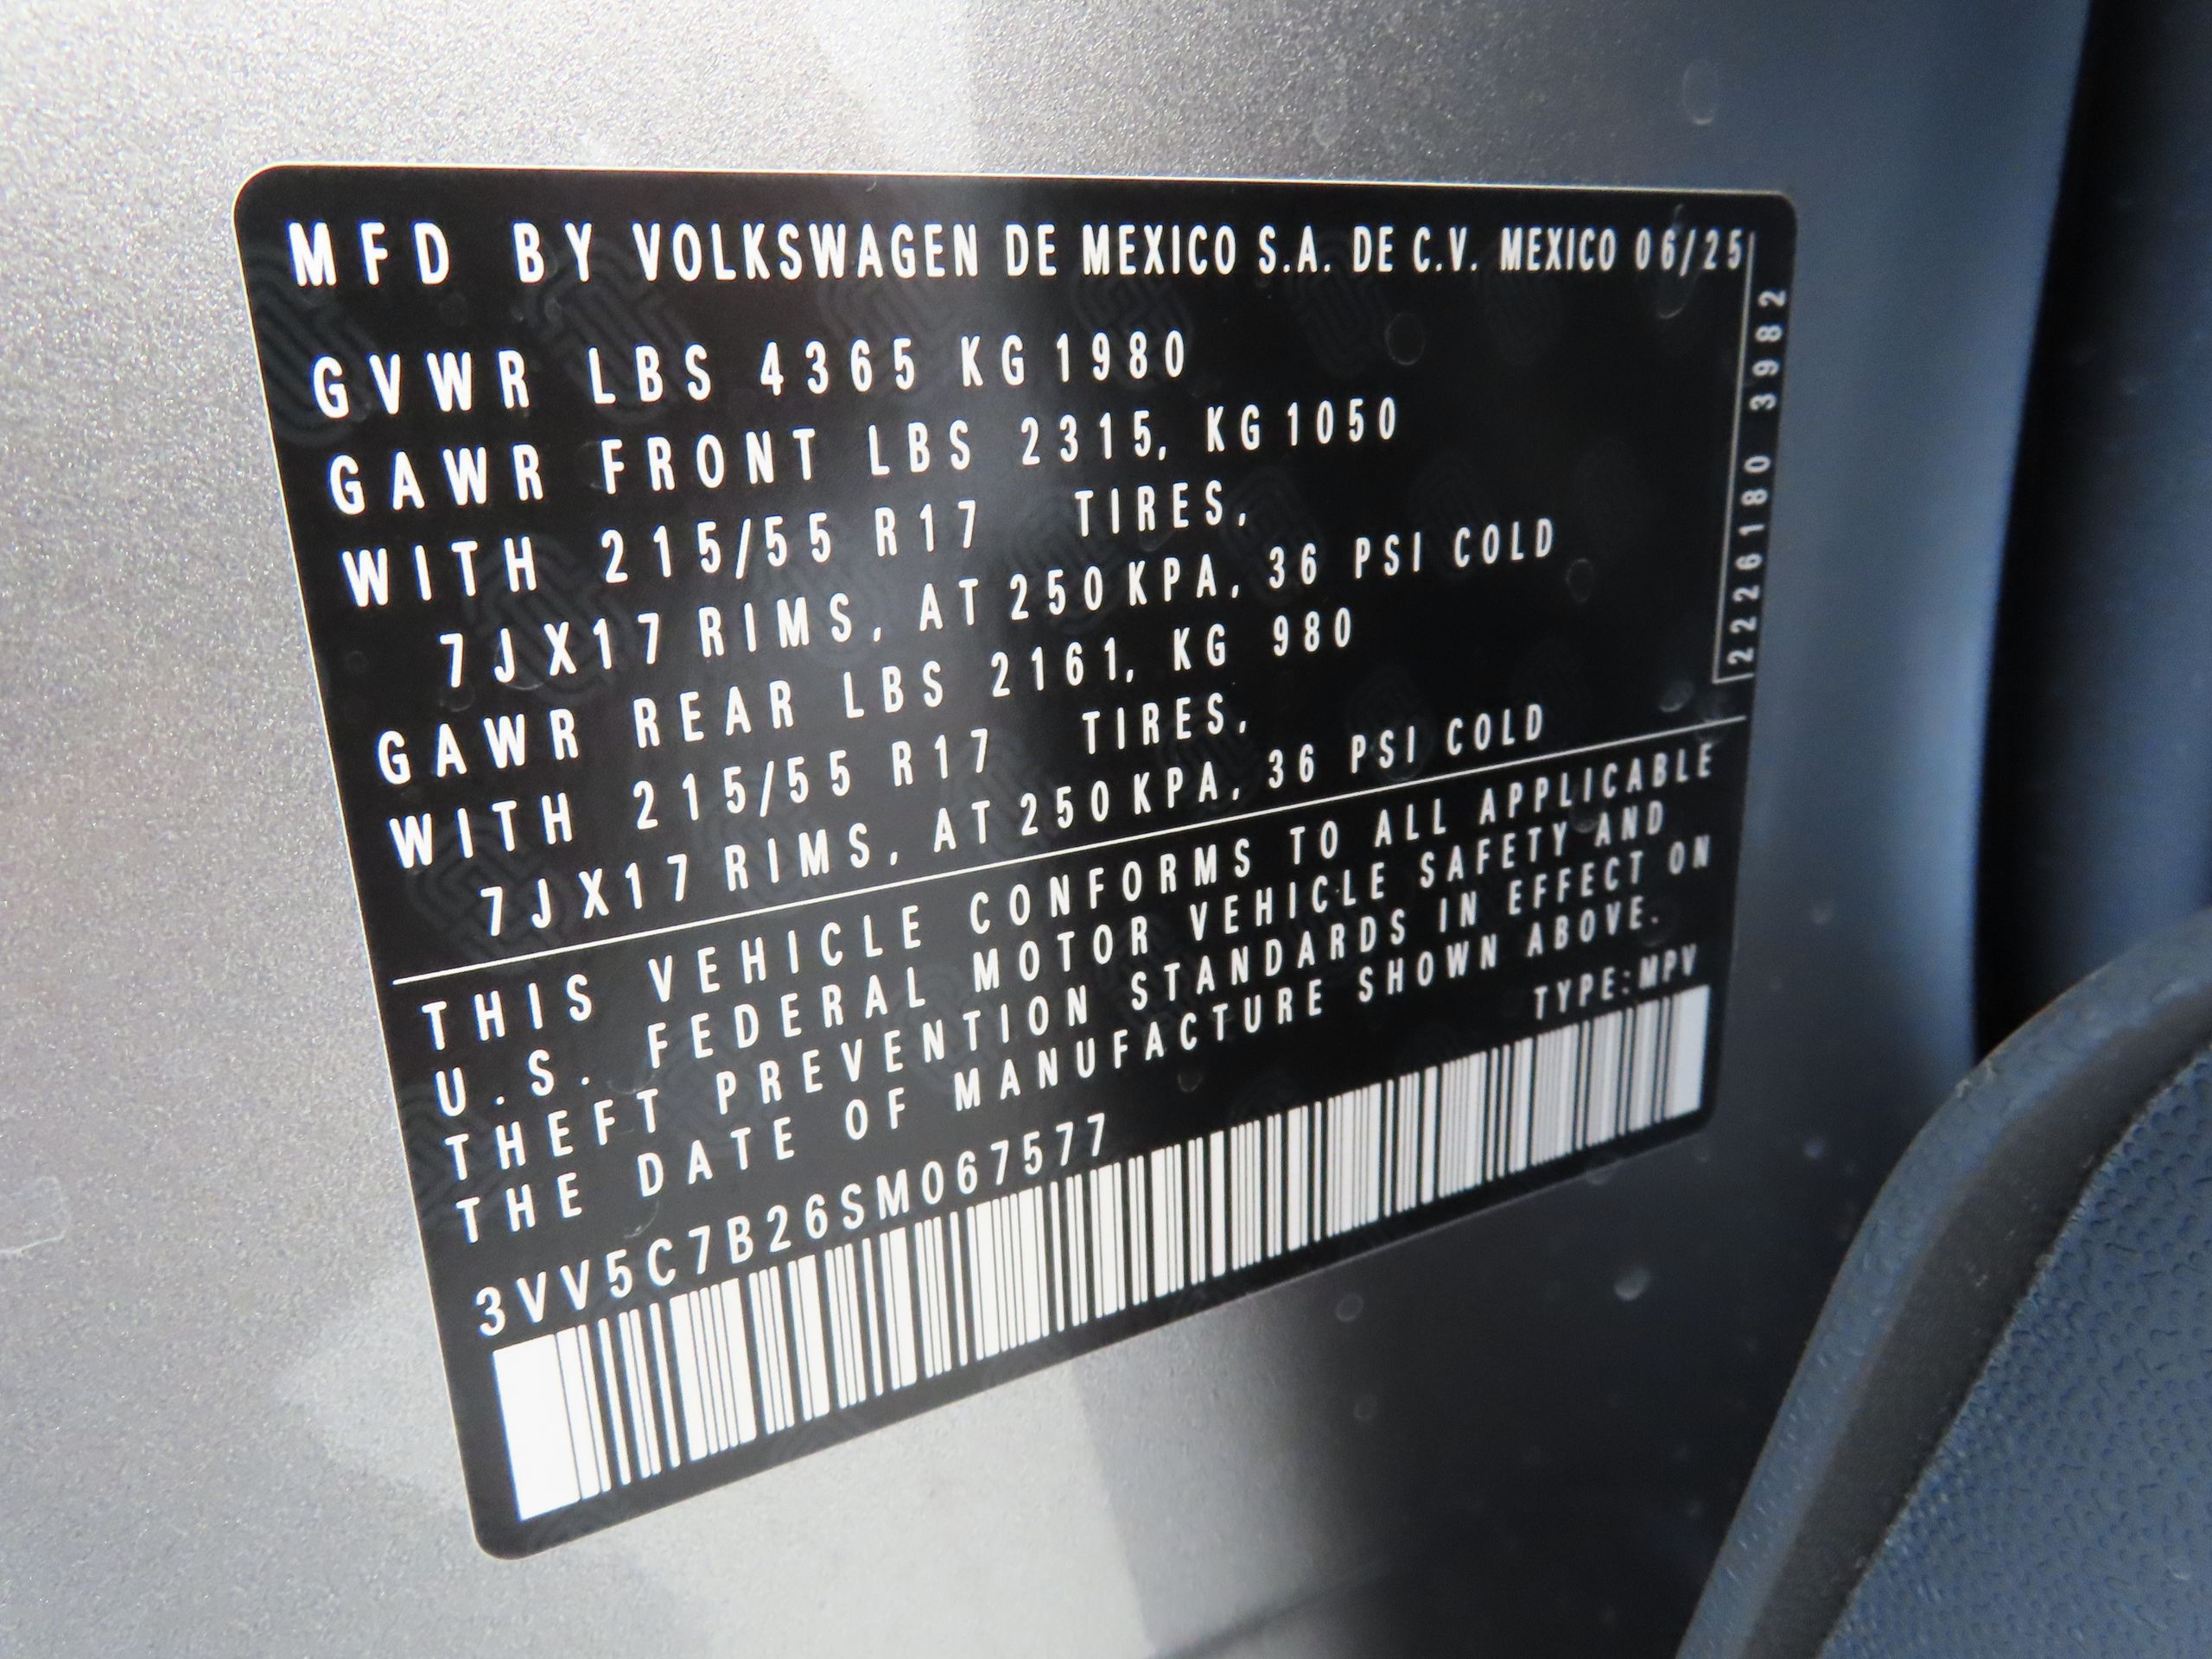 MFD BY VOLKSWAGEN DE MEXICO S.A. DE C.V. MEXICO 06/25
GVWR LBS 4365 KG 1980
GAWR FRONT LBS 2315, KG 1050
WITH 215/55 R17 TIRES,
7JX17 RIMS, AT 250 KPA, 36 PSI COLD
GAWR REAR LBS 2161, KG 980
WITH 215/55 R17 TIRES,
7JX17 RIMS, AT 250 KPA, 36 PSI COLD
2226180 3982
THIS VEHICLE CONFORMS TO ALL APPLICABLE
U.S. FEDERAL MOTOR VEHICLE SAFETY AND
THEFT PREVENTION STANDARDS IN EFFECT ON
THE DATE OF MANUFACTURE SHOWN ABOVE.
3VV5C7B26SM067577
TYPE:MPV